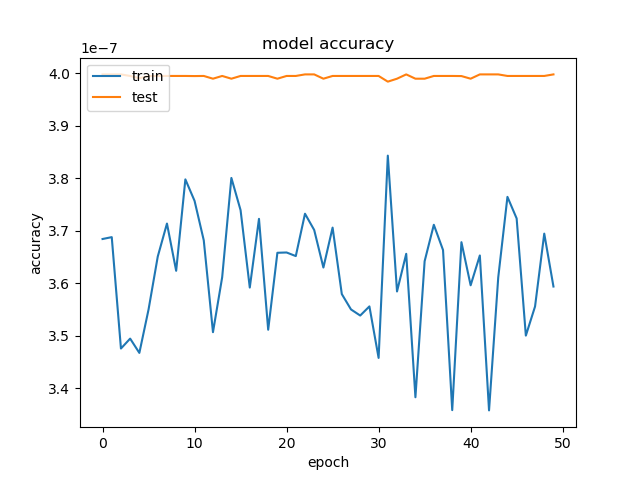 model accuracy
1e−7
4.0
3.9
3.8
3.7
3.6
3.5
3.4
accuracy
train
test
0 10 20 30 40 50
epoch